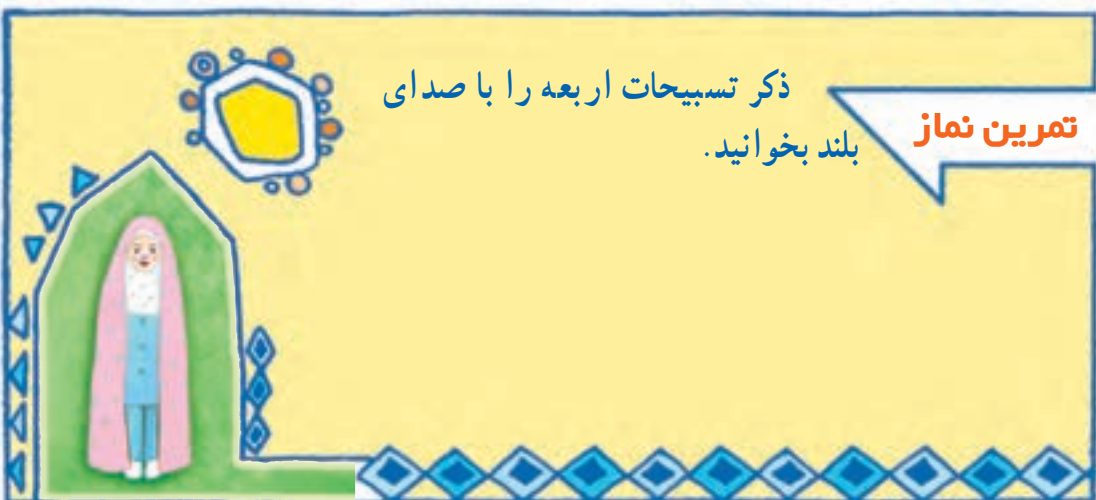 تمرین نماز
ذکر تسبیحات اربعه را با صدای
بلند بخوانید.